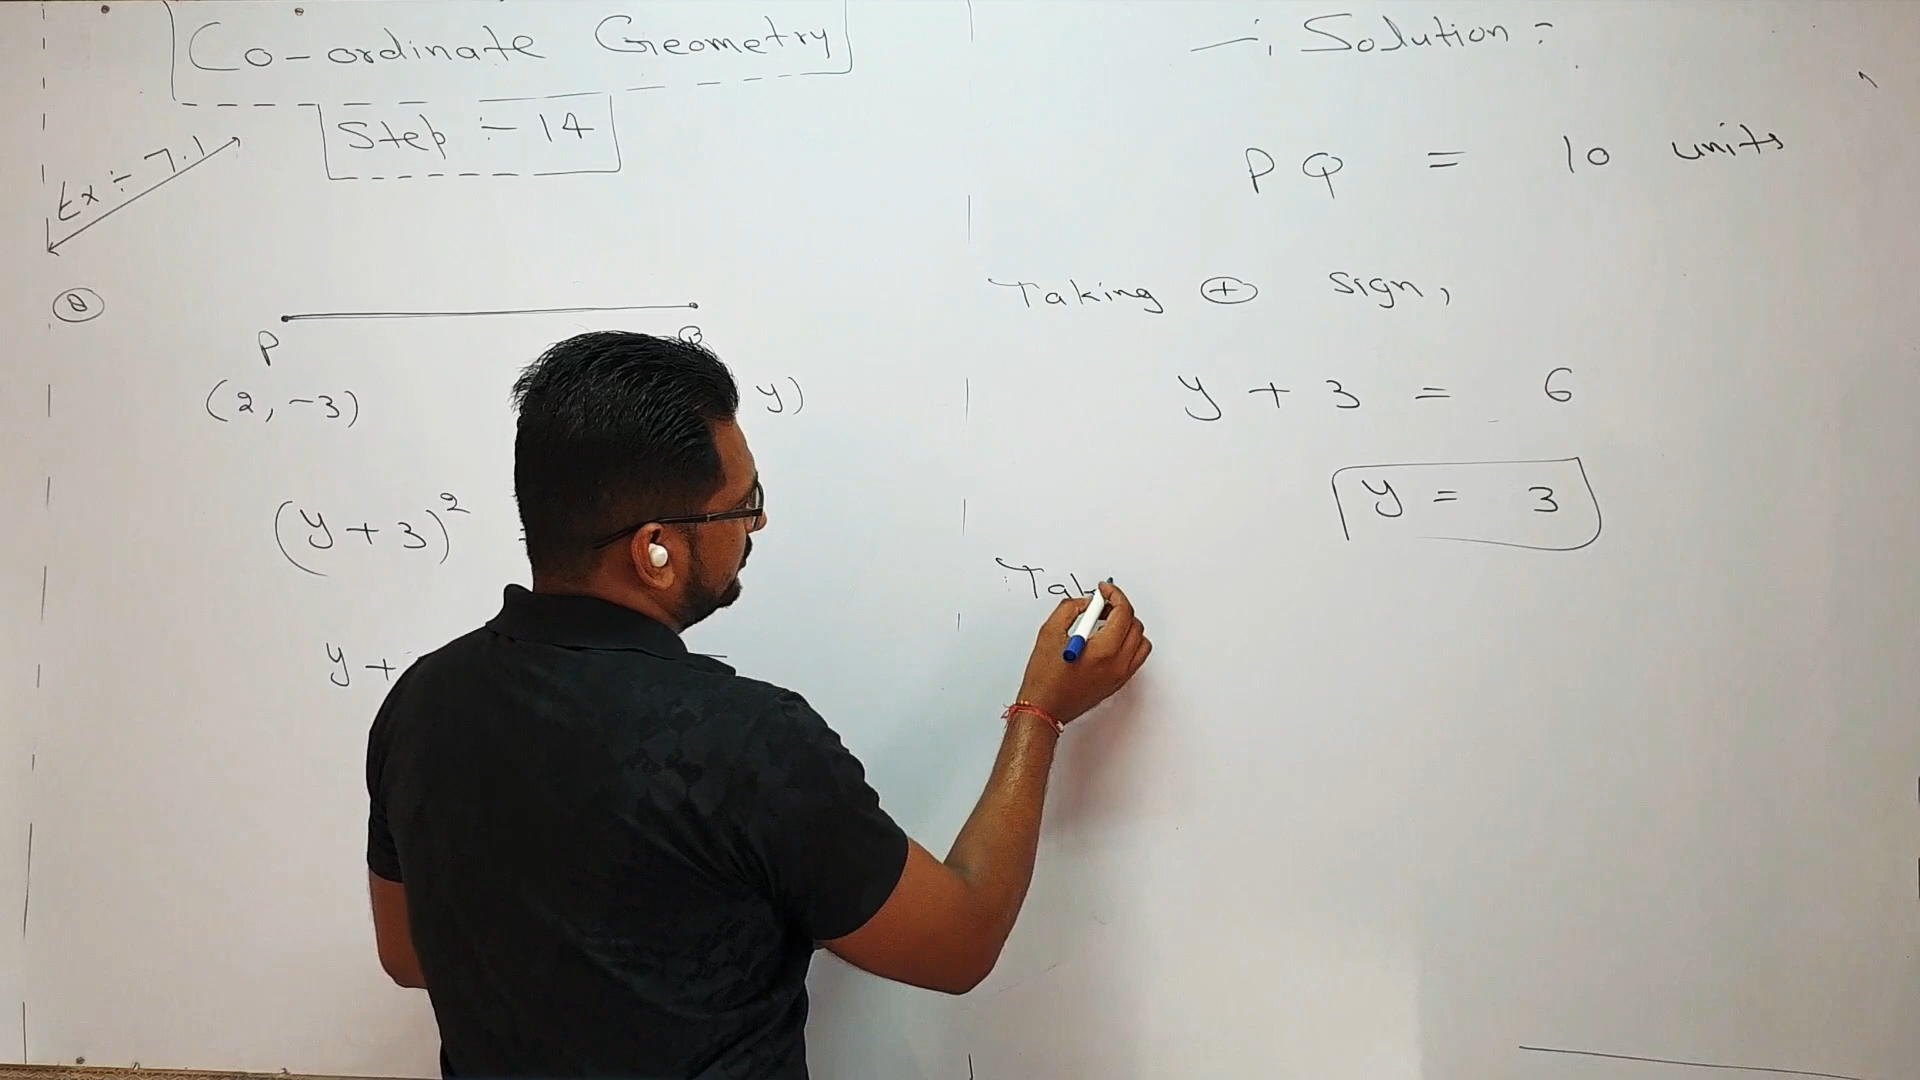 Co-ordinate Geometry
Step :- 14
Ex :- 7.1
8
P
Q
(2, -3)
y)
(y + 3)²
y +
—: Solution :
PQ = 10 units
Taking ⊕ sign,
y + 3 = 6
y = 3
Tak